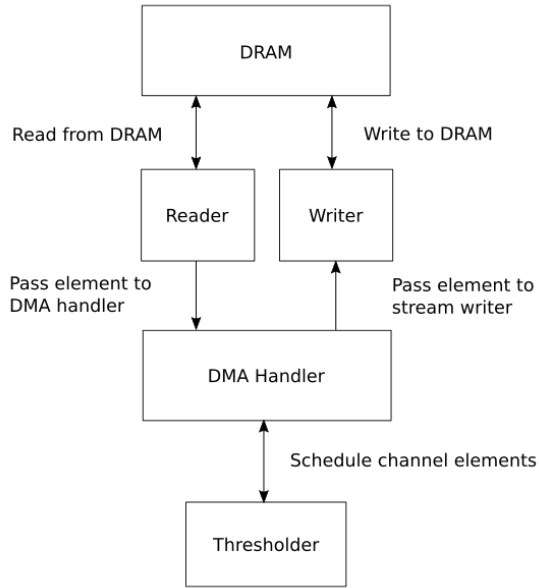 DRAM
Read from DRAM
Write to DRAM
Reader
Writer
Pass element to
DMA handler
Pass element to
stream writer
DMA Handler
Schedule channel elements
Thresholder